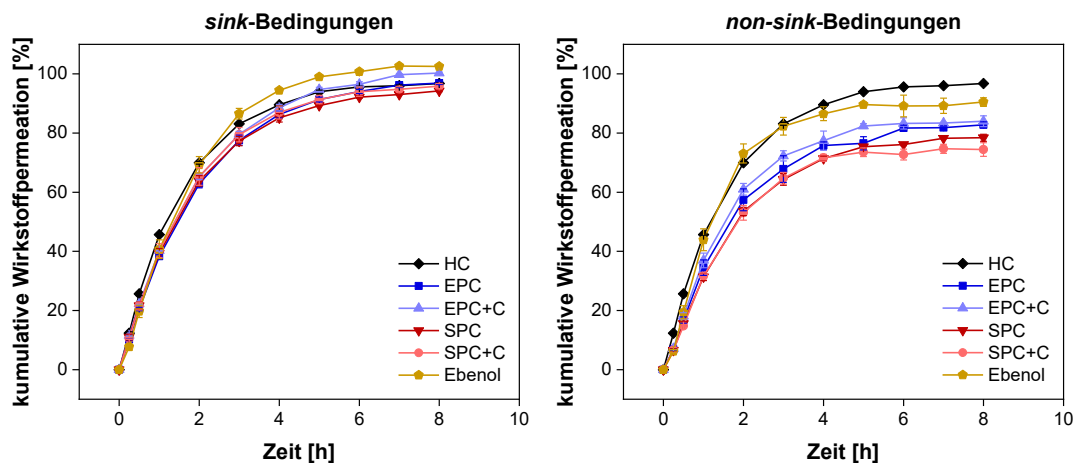 sink-Bedingungen
kumulative Wirkstoffpermeation [%]
100
80
60
40
20
0
HC
EPC
EPC+C
SPC
SPC+C
Ebenol
0 2 4 6 8 10
Zeit [h]
non-sink-Bedingungen
kumulative Wirkstoffpermeation [%]
100
80
60
40
20
0
HC
EPC
EPC+C
SPC
SPC+C
Ebenol
0 2 4 6 8 10
Zeit [h]